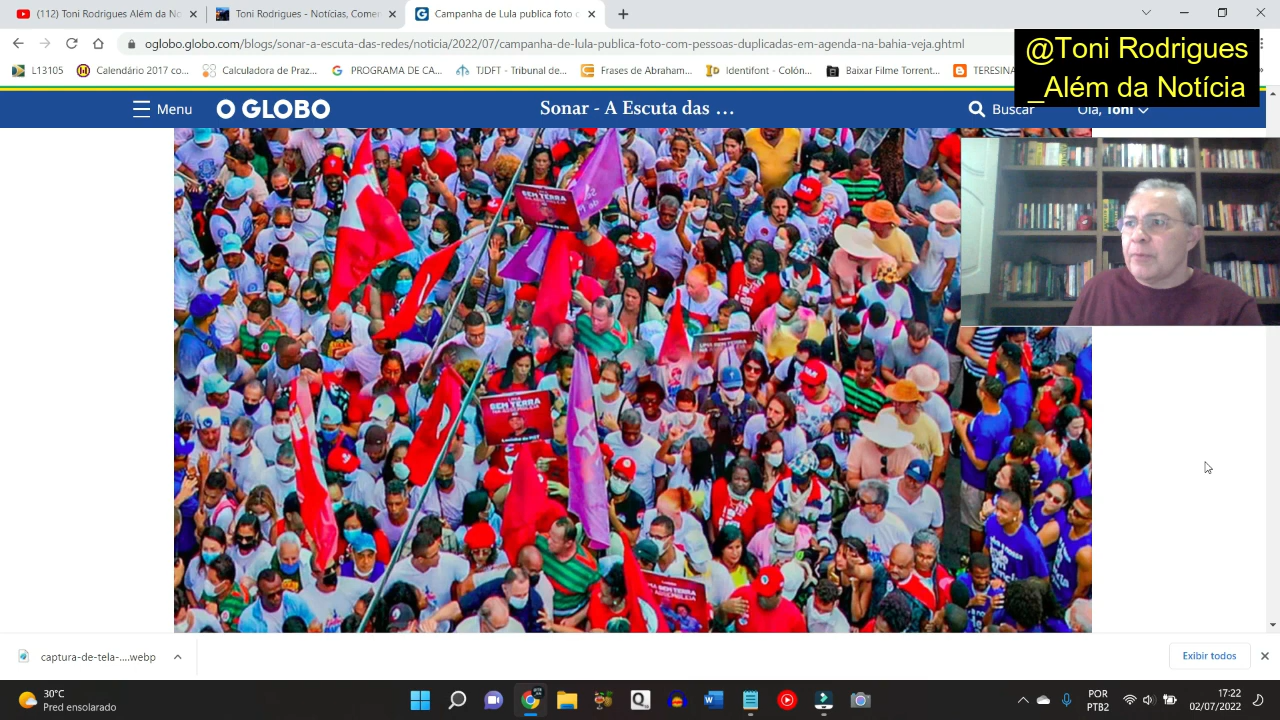 (112) Toni Rodrigues Além da No
Toni Rodrigues - Notícias, Comen
Campanha de Lula publica foto c
oglobo.globo.com/blogs/sonar-a-escuta-das-redes/noticia/2022/07/campanha-de-lula-publica-foto-com-pessoas-duplicadas-em-agenda-na-bahia-veja.ghtml
@Toni Rodrigues
_Além da Notícia
L13105
Calendário 2017 co...
Calculadora de Praz...
PROGRAMA DE CA...
TJDFT - Tribunal de...
Frases de Abraham...
Identifont - Colón...
Baixar Filme Torrent...
TERESINA
Menu
O GLOBO
Sonar - A Escuta das ...
Buscar
Olá, Toni
SEM TERRA
SEM TERRA
NA ASSEMBLEIA
SEM TERRA
captura-de-tela-....webp
Exibir todos
30°C
Pred ensolarado
POR
PTB2
17:22
02/07/2022